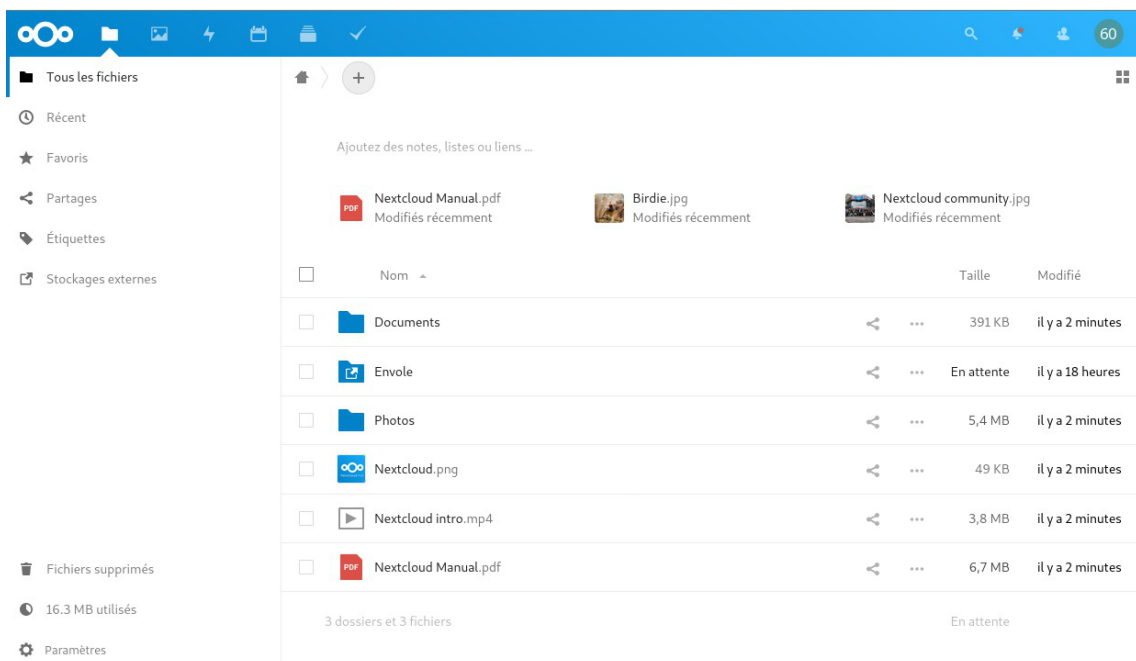 60
Tous les fichiers
Récent
Favoris
Partages
Étiquettes
Stockages externes
Fichiers supprimés
16.3 MB utilisés
Paramètres
+
Ajoutez des notes, listes ou liens ...
PDF Nextcloud Manual.pdf
Modifiés récemment
Birdie.jpg
Modifiés récemment
Nextcloud community.jpg
Modifiés récemment
Nom Taille Modifié
Documents 391 KB il y a 2 minutes
Envole En attente il y a 18 heures
Photos 5,4 MB il y a 2 minutes
Nextcloud.png 49 KB il y a 2 minutes
Nextcloud intro.mp4 3,8 MB il y a 2 minutes
PDF Nextcloud Manual.pdf 6,7 MB il y a 2 minutes
3 dossiers et 3 fichiers En attente